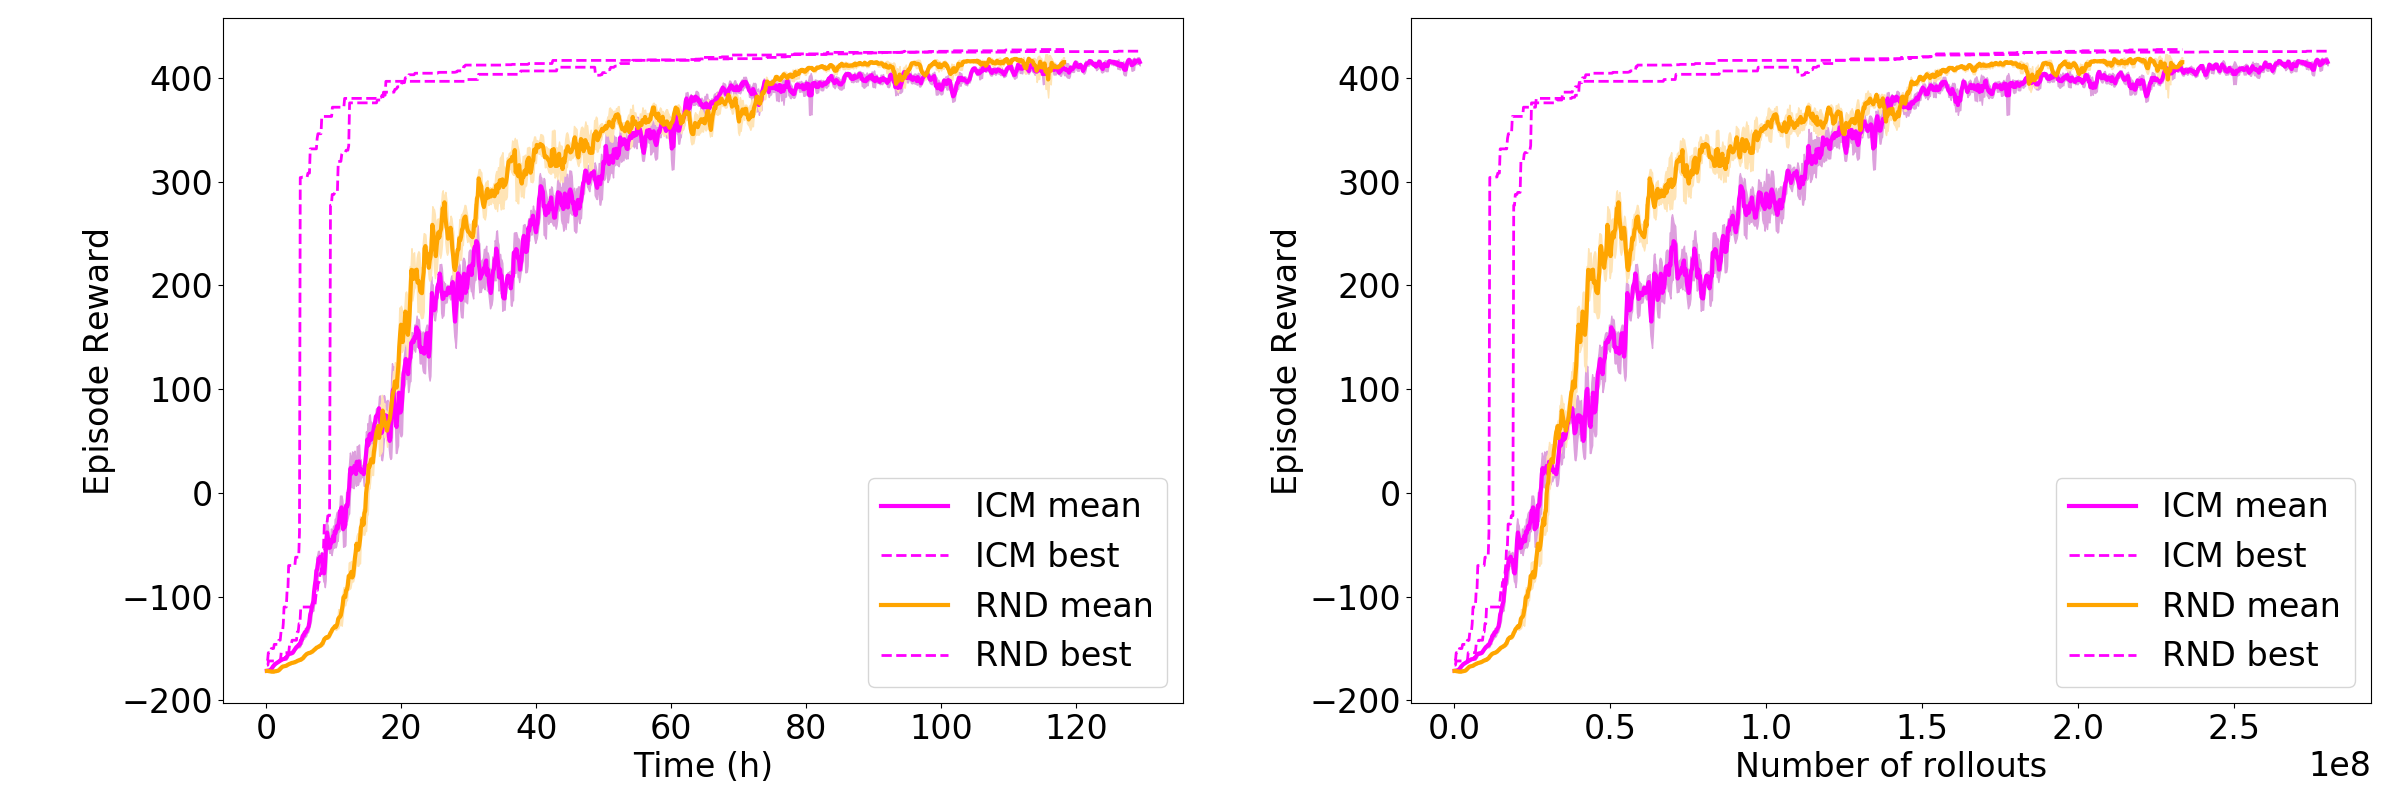 Episode Reward
400
300
200
100
0
−100
−200
0 20 40 60 80 100 120
Time (h)
ICM mean
ICM best
RND mean
RND best
Episode Reward
400
300
200
100
0
−100
−200
0.0 0.5 1.0 1.5 2.0 2.5
Number of rollouts
1e8
ICM mean
ICM best
RND mean
RND best